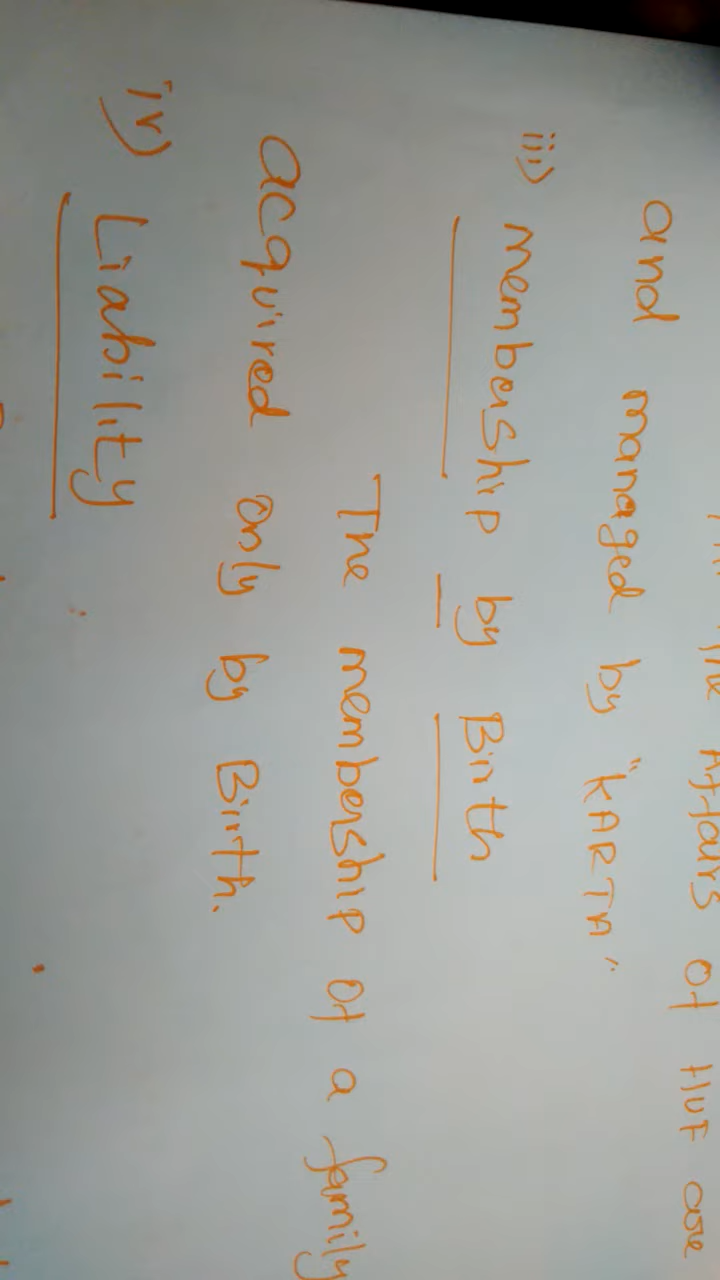 the Affairs of HUF are
and managed by "KARTA"
iii) membership by Birth
The membership of a family
acquired only by Birth.
iv) Liability